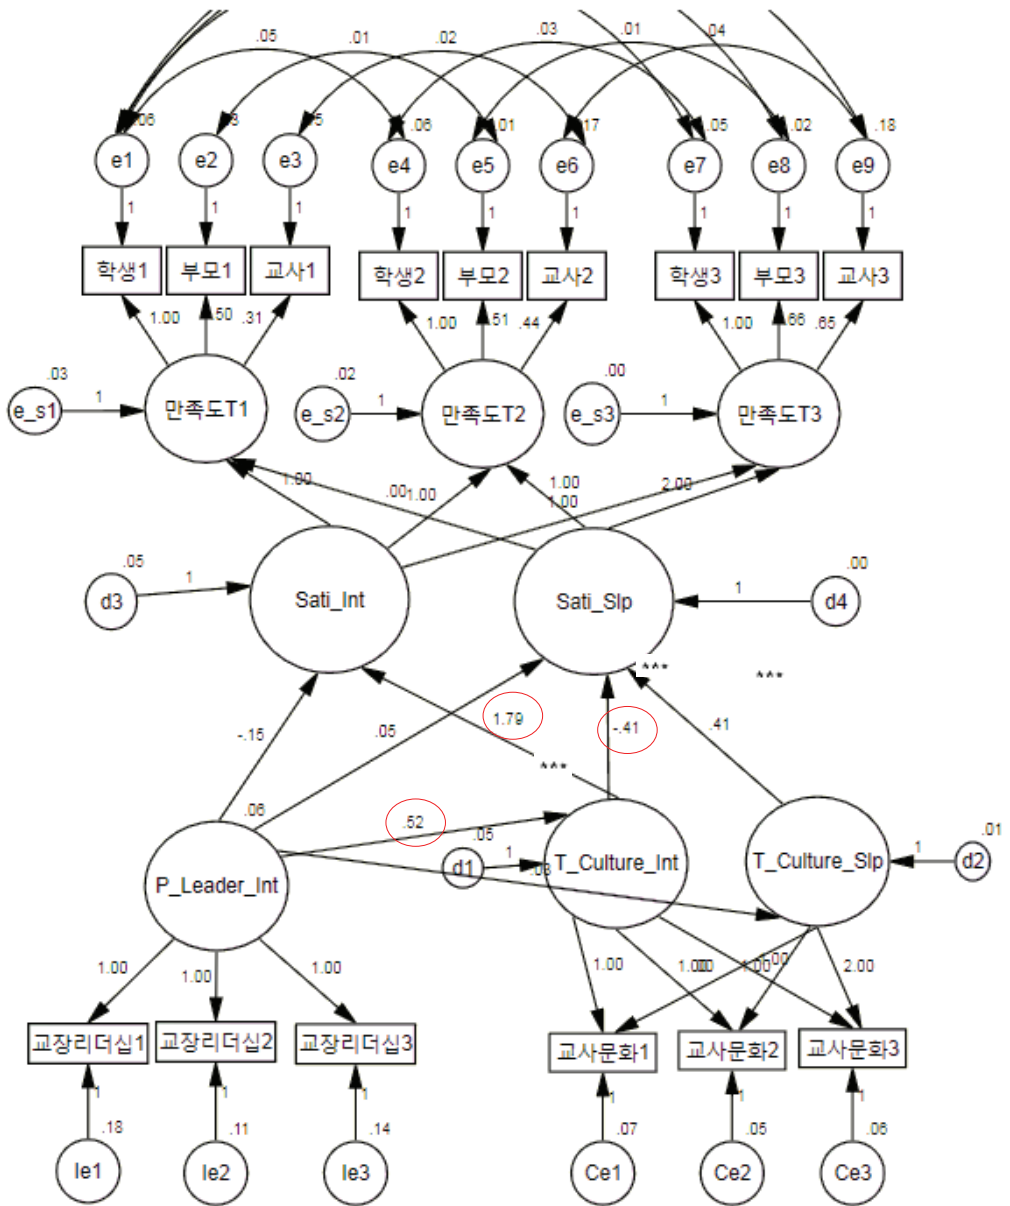 .05 .01 .02 .03 .01 .04
.06 .06 .01 .17 .05 .02 .18
e1 e2 e3 e4 e5 e6 e7 e8 e9
1 1 1 1 1 1 1 1 1
학생1 부모1 교사1 학생2 부모2 교사2 학생3 부모3 교사3
1.00 .50 .31 1.00 .51 .44 1.00 .66 .65
.03 .02 .00
e_s1 1 만족도T1 e_s2 1 만족도T2 e_s3 1 만족도T3
1.00 .00 1.00 1.00 1.00 2.00
.05 .00
d3 1 Sati_Int Sati_Slp 1 d4
*** ***
-.15 .05 1.79 -.41 .41
***
.06 .52 .05 .01
P_Leader_Int d1 1 .03 T_Culture_Int T_Culture_Slp 1 d2
1.00 1.00 1.00 1.00 1.00 1.00 2.00
교장리더십1 교장리더십2 교장리더십3 교사문화1 교사문화2 교사문화3
1 1 1 1 1 1
.18 .11 .14 .07 .05 .06
le1 le2 le3 Ce1 Ce2 Ce3